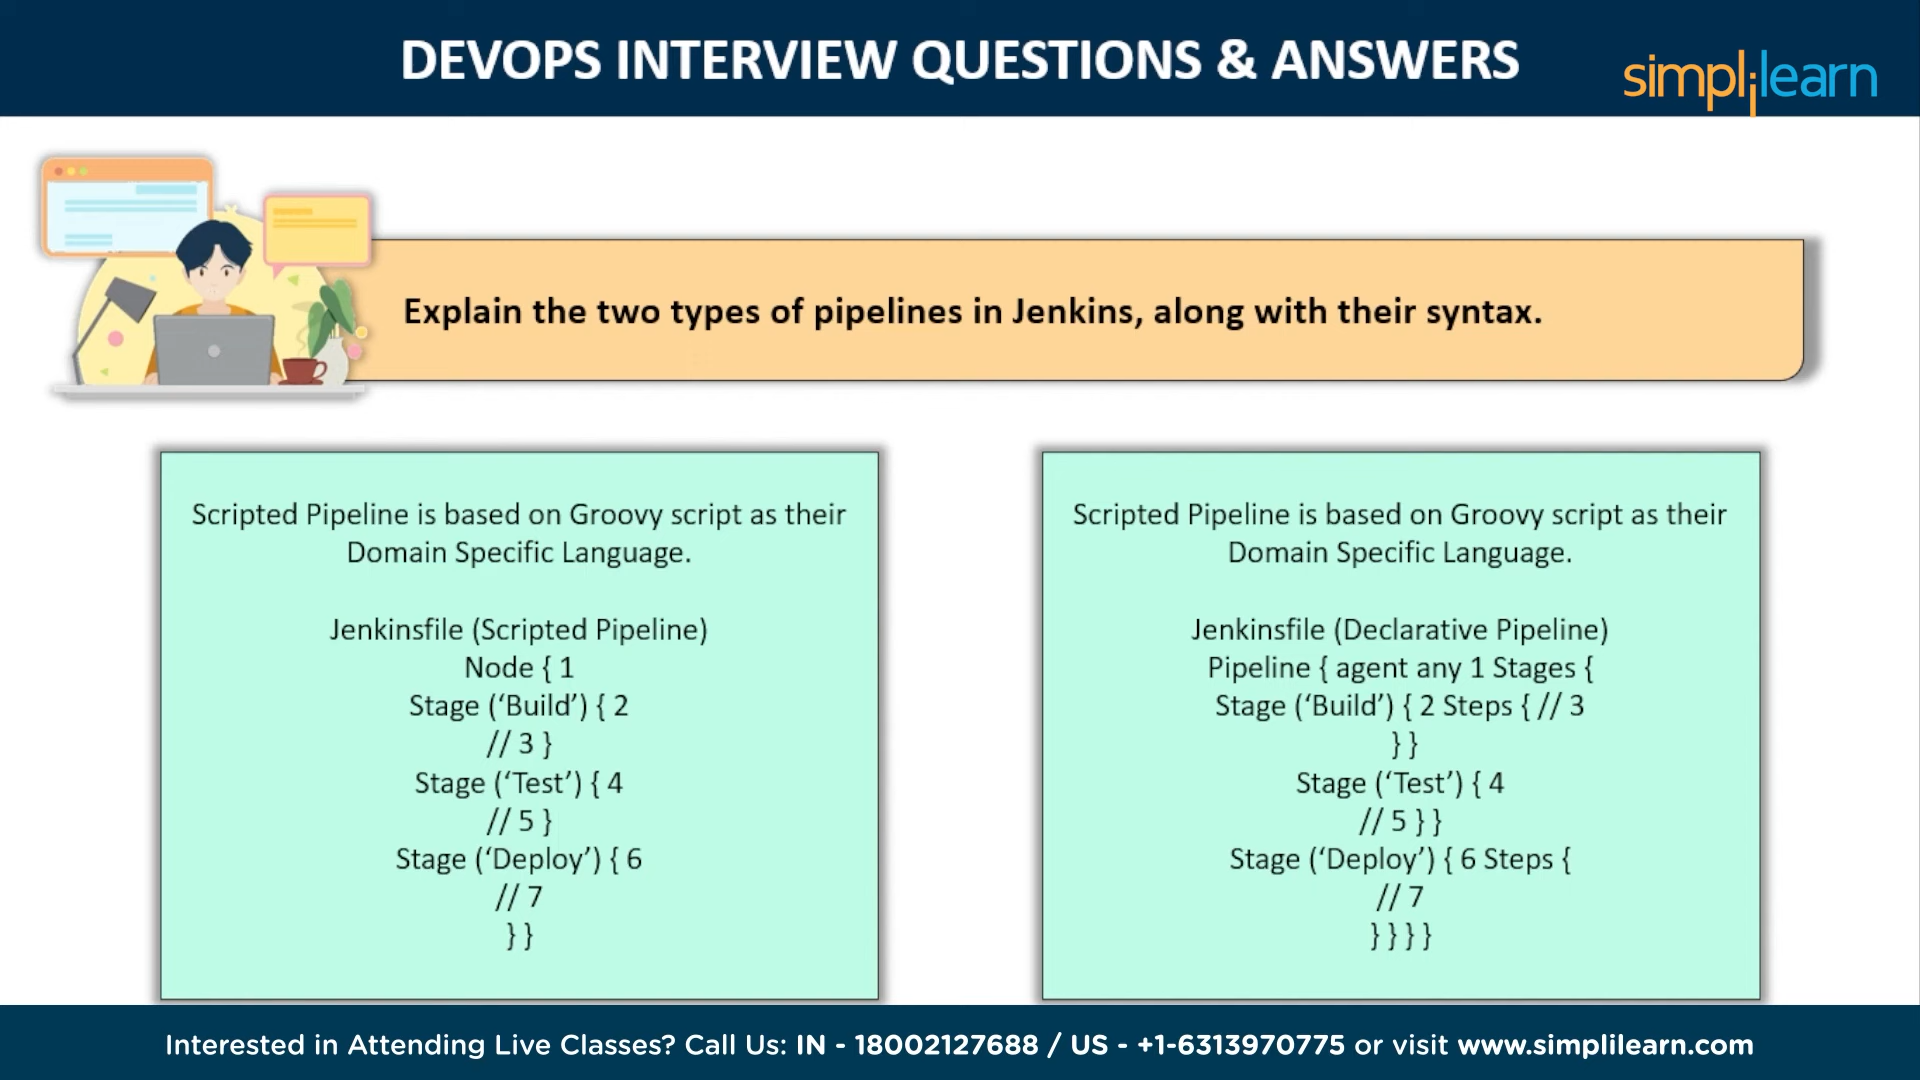 DEVOPS INTERVIEW QUESTIONS & ANSWERS
simplilearn
Explain the two types of pipelines in Jenkins, along with their syntax.
Scripted Pipeline is based on Groovy script as their
Domain Specific Language.
Jenkinsfile (Scripted Pipeline)
Node { 1
Stage (‘Build’) { 2
// 3 }
Stage (‘Test’) { 4
// 5 }
Stage (‘Deploy’) { 6
// 7
} }
Scripted Pipeline is based on Groovy script as their
Domain Specific Language.
Jenkinsfile (Declarative Pipeline)
Pipeline { agent any 1 Stages {
Stage (‘Build’) { 2 Steps { // 3
} }
Stage (‘Test’) { 4
// 5 } }
Stage (‘Deploy’) { 6 Steps {
// 7
} } } }
Interested in Attending Live Classes? Call Us: IN - 18002127688 / US - +1-6313970775 or visit www.simplilearn.com